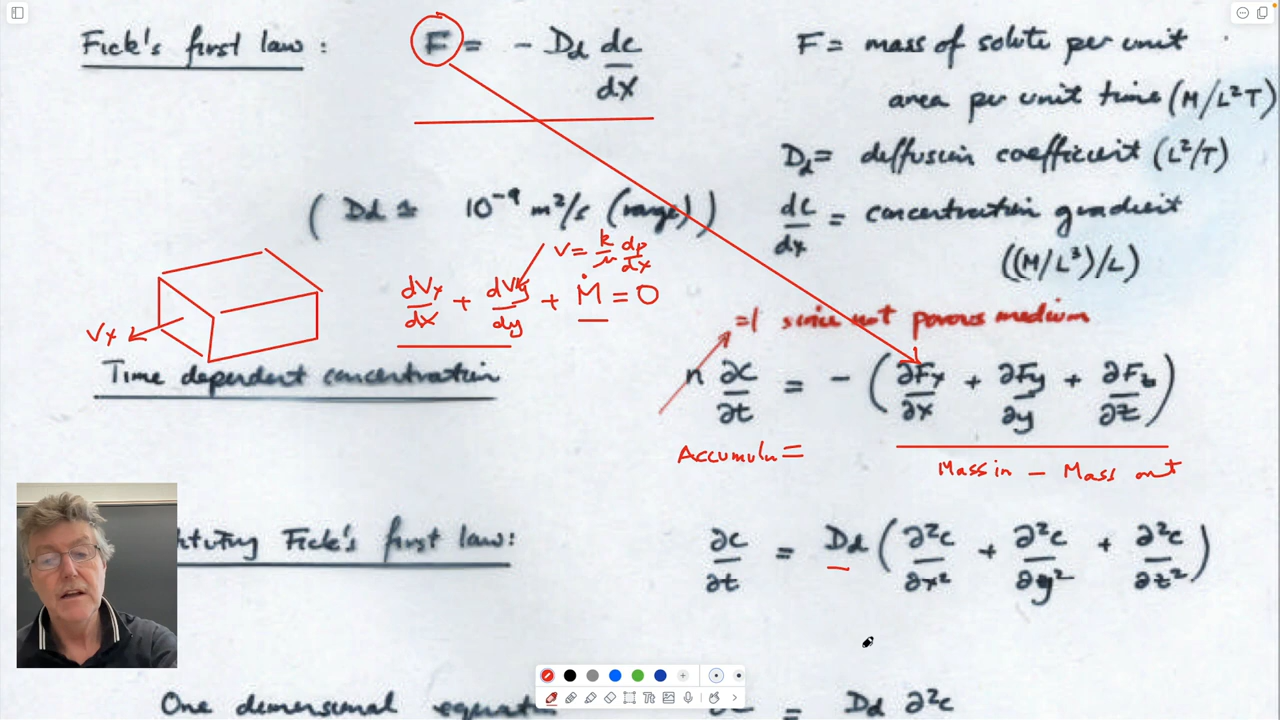 Fick's first law : F = - Dd dc/dx
F = mass of solute per unit
area per unit time (M/L²T)
Dd = diffusion coefficient (L²/T)
( Dd ≈ 10⁻⁹ m²/s (range) )
dc/dx = concentration gradient
((M/L³)/L)
V = k/μ dp/dx
dVx/dx + dVy/dy + Ṁ = 0
Vx
=1 since not porous medium
Time dependent concentration
n ∂c/∂t = - (∂Fx/∂x + ∂Fy/∂y + ∂Fz/∂z)
Accumulu =
Mass in - Mass out
tuting Fick's first law:
∂c/∂t = Dd (∂²c/∂x² + ∂²c/∂y² + ∂²c/∂z²)
One dimensional equation
= Dd ∂²c